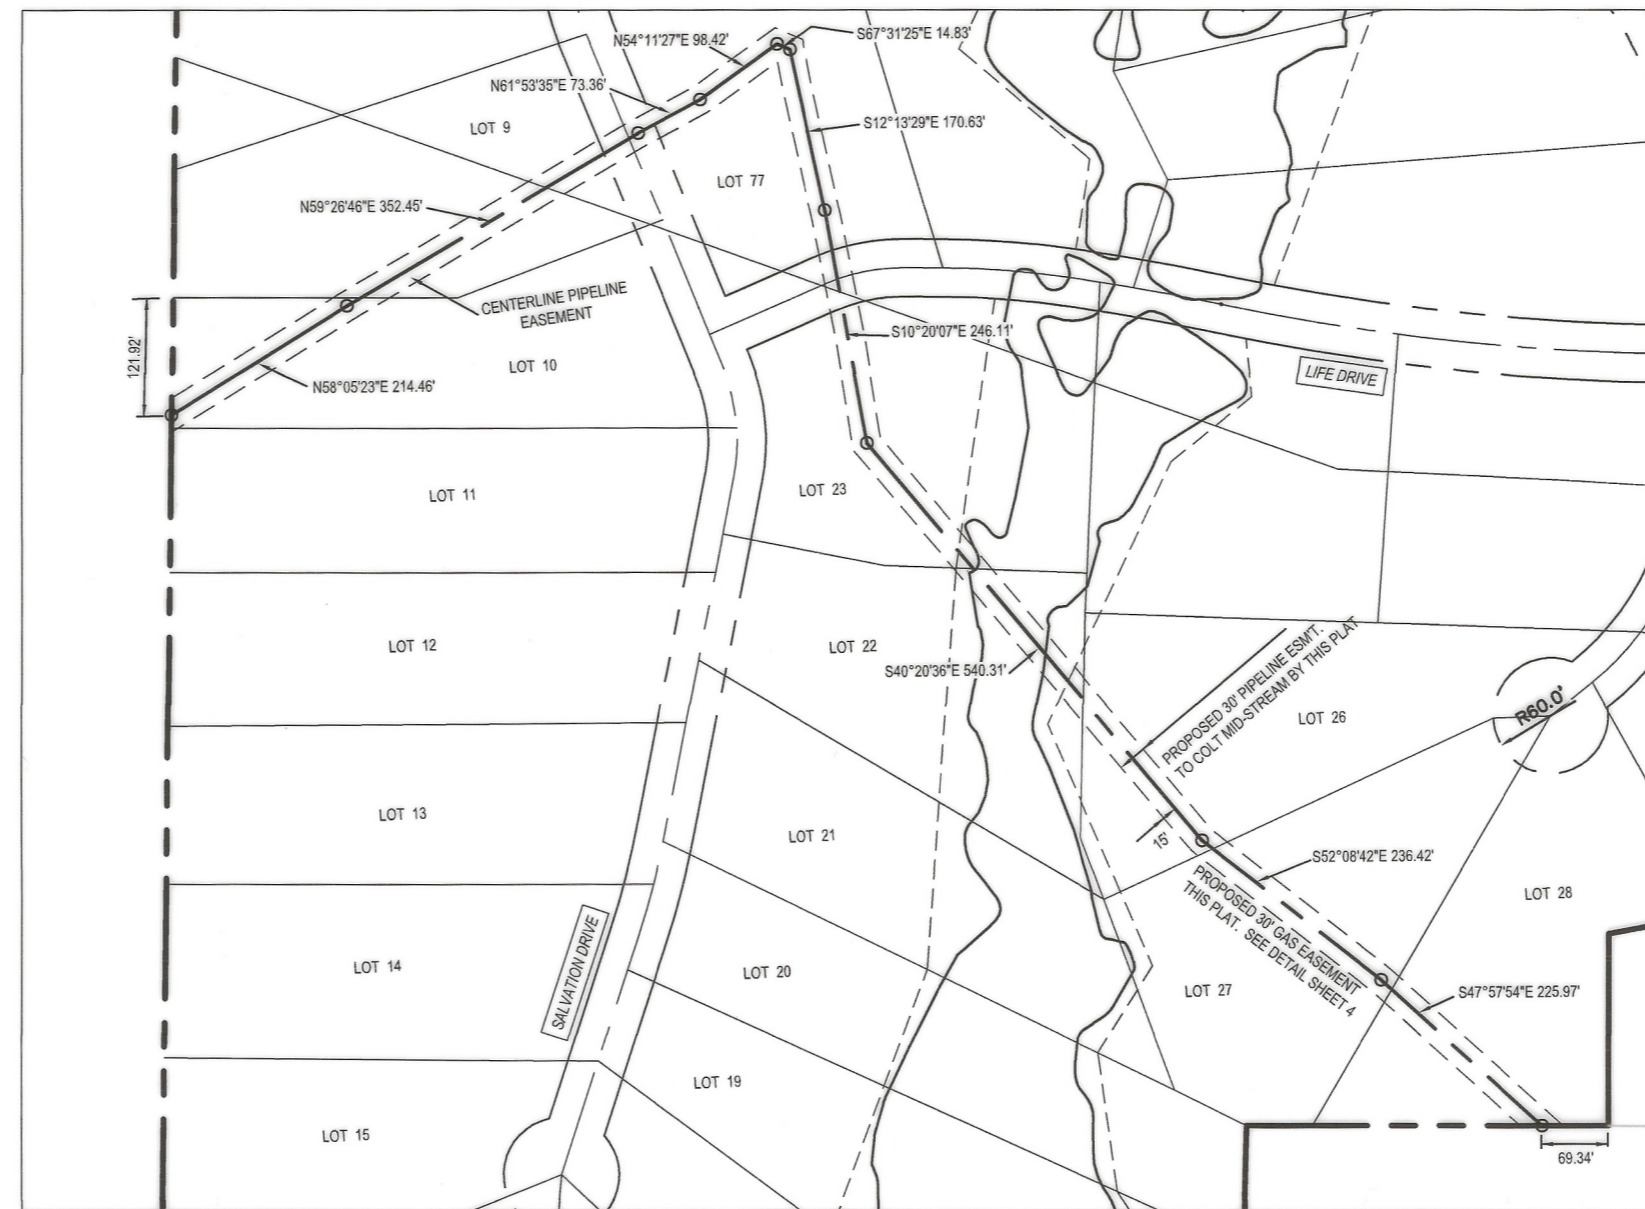 N54°11'27"E 98.42'
S67°31'25"E 14.83'
N61°53'35"E 73.36'
LOT 9
S12°13'29"E 170.63'
LOT 77
N59°26'46"E 352.45'
CENTERLINE PIPELINE
EASEMENT
121.92'
S10°20'07"E 246.11'
LOT 10
N58°05'23"E 214.46'
LIFE DRIVE
LOT 11
LOT 23
LOT 12
LOT 22
S40°20'36"E 540.31'
PROPOSED 30' PIPELINE ESM'T.
TO COLT MID-STREAM BY THIS PLAT
LOT 26
R60.0'
LOT 13
LOT 21
15'
S52°08'42"E 236.42'
PROPOSED 30' GAS EASEMENT
THIS PLAT. SEE DETAIL SHEET 4
LOT 28
SALVATION DRIVE
LOT 14
LOT 20
LOT 27
S47°57'54"E 225.97'
LOT 19
LOT 15
69.34'